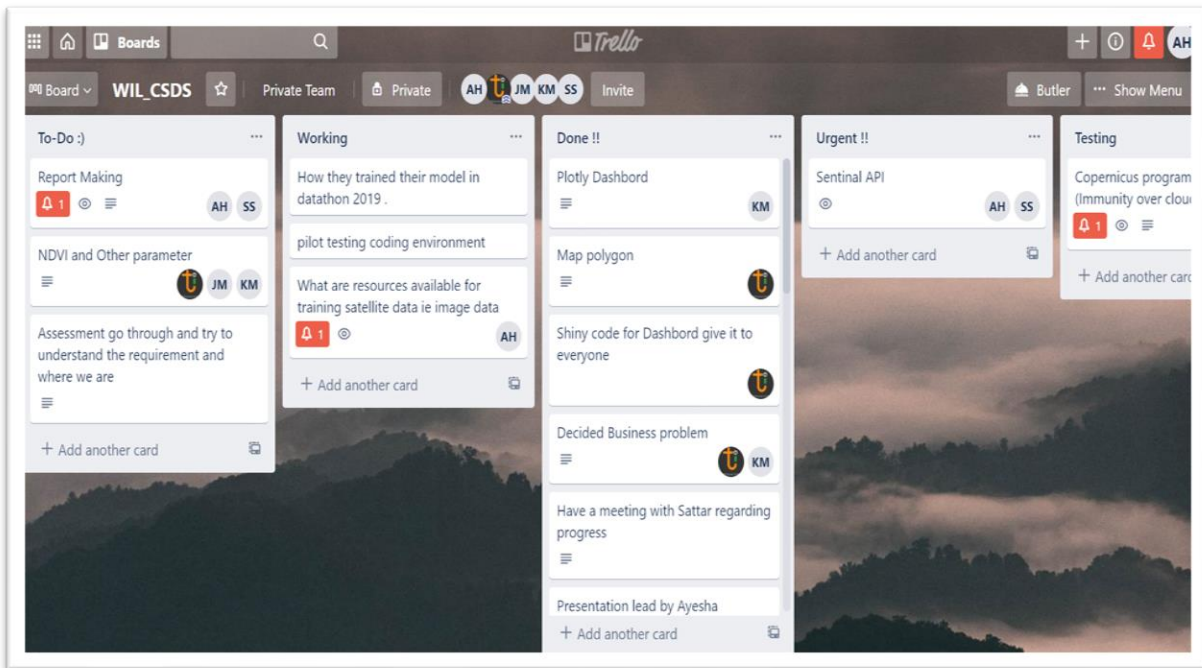 Boards
Trello
AH
Board
WIL_CSDS
Private Team
Private
AH
JM
KM
SS
Invite
Butler
... Show Menu
To-Do :)
Report Making
1
AH SS
NDVI and Other parameter
JM KM
Assessment go through and try to
understand the requirement and
where we are
+ Add another card
Working
How they trained their model in
datathon 2019 .
pilot testing coding environment
What are resources available for
training satellite data ie image data
1
AH
+ Add another card
Done !!
Plotly Dashbord
KM
Map polygon
Shiny code for Dashbord give it to
everyone
Decided Business problem
KM
Have a meeting with Sattar regarding
progress
Presentation lead by Ayesha
+ Add another card
Urgent !!
Sentinal API
AH SS
+ Add another card
Testing
Copernicus program
(Immunity over clou
1
+ Add another card